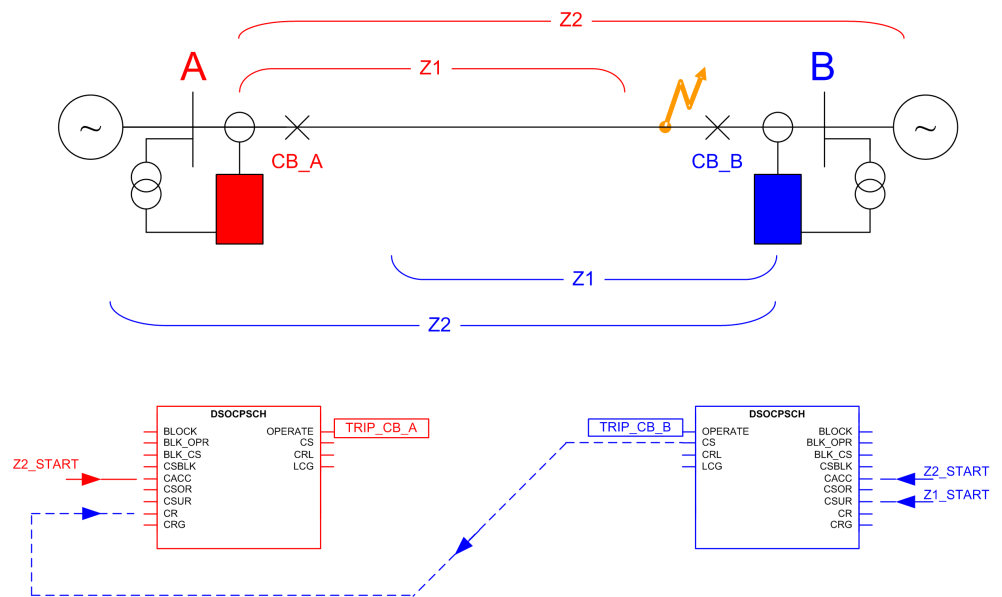 Z2
Z1
A
B
~
~
CB_A
CB_B
Z1
Z2
DSOCPSCH
BLOCK
BLK_OPR
BLK_CS
CSBLK
CACC
CSOR
CSUR
CR
CRG
OPERATE
CS
CRL
LCG
TRIP_CB_A
Z2_START
TRIP_CB_B
DSOCPSCH
OPERATE
CS
CRL
LCG
BLOCK
BLK_OPR
BLK_CS
CSBLK
CACC
CSOR
CSUR
CR
CRG
Z2_START
Z1_START